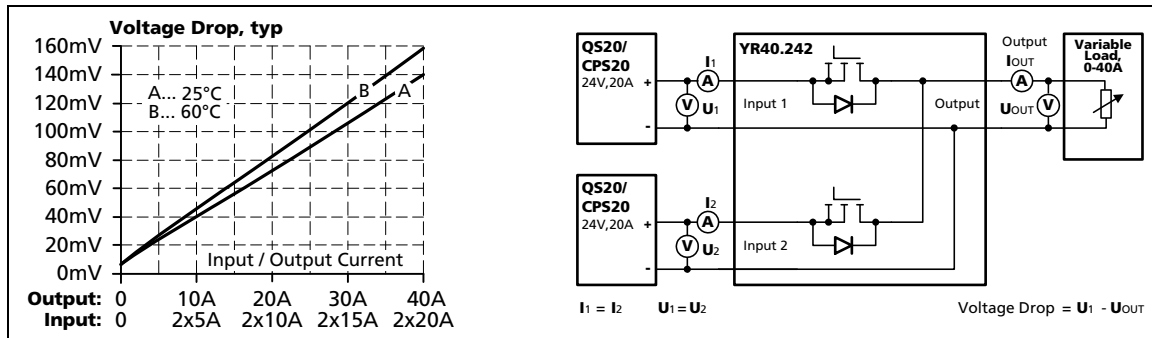 Voltage Drop, typ
160mV
140mV
120mV
100mV
80mV
60mV
40mV
20mV
0mV
A... 25°C
B... 60°C
B
A
Input / Output Current
Output: 0 10A 20A 30A 40A
Input: 0 2x5A 2x10A 2x15A 2x20A
QS20/
CPS20
24V,20A
+
-
V
U1
I1
A
YR40.242
Input 1
Output
Output
IOUT
A
UOUT
V
Variable
Load,
0-40A
QS20/
CPS20
24V,20A
+
-
V
U2
I2
A
Input 2
I1 = I2 U1=U2
Voltage Drop = U1 - UOUT